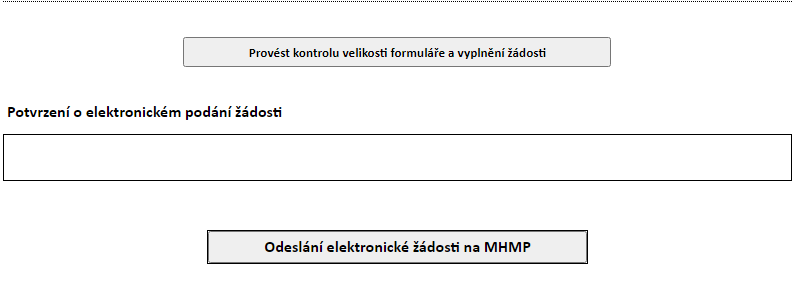 Provést kontrolu velikosti formuláře a vyplnění žádosti
Potvrzení o elektronickém podání žádosti
Odeslání elektronické žádosti na MHMP